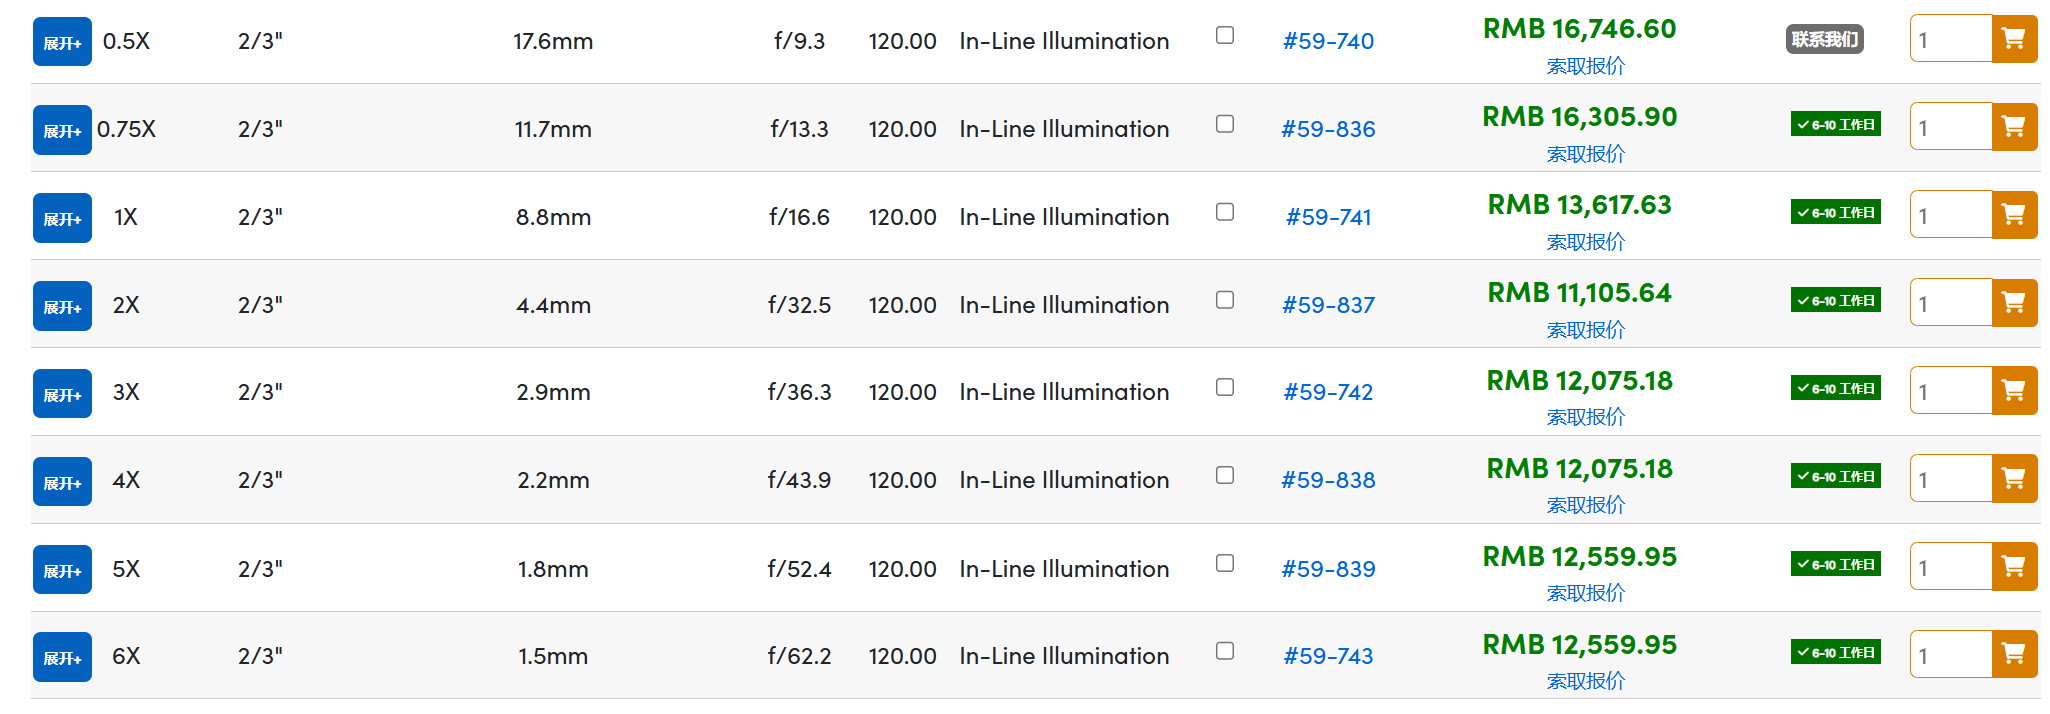 展开+ 0.5X 2/3" 17.6mm f/9.3 120.00 In-Line Illumination #59-740 RMB 16,746.60 联系我们 1
索取报价
展开+ 0.75X 2/3" 11.7mm f/13.3 120.00 In-Line Illumination #59-836 RMB 16,305.90 6-10 工作日 1
索取报价
展开+ 1X 2/3" 8.8mm f/16.6 120.00 In-Line Illumination #59-741 RMB 13,617.63 6-10 工作日 1
索取报价
展开+ 2X 2/3" 4.4mm f/32.5 120.00 In-Line Illumination #59-837 RMB 11,105.64 6-10 工作日 1
索取报价
展开+ 3X 2/3" 2.9mm f/36.3 120.00 In-Line Illumination #59-742 RMB 12,075.18 6-10 工作日 1
索取报价
展开+ 4X 2/3" 2.2mm f/43.9 120.00 In-Line Illumination #59-838 RMB 12,075.18 6-10 工作日 1
索取报价
展开+ 5X 2/3" 1.8mm f/52.4 120.00 In-Line Illumination #59-839 RMB 12,559.95 6-10 工作日 1
索取报价
展开+ 6X 2/3" 1.5mm f/62.2 120.00 In-Line Illumination #59-743 RMB 12,559.95 6-10 工作日 1
索取报价